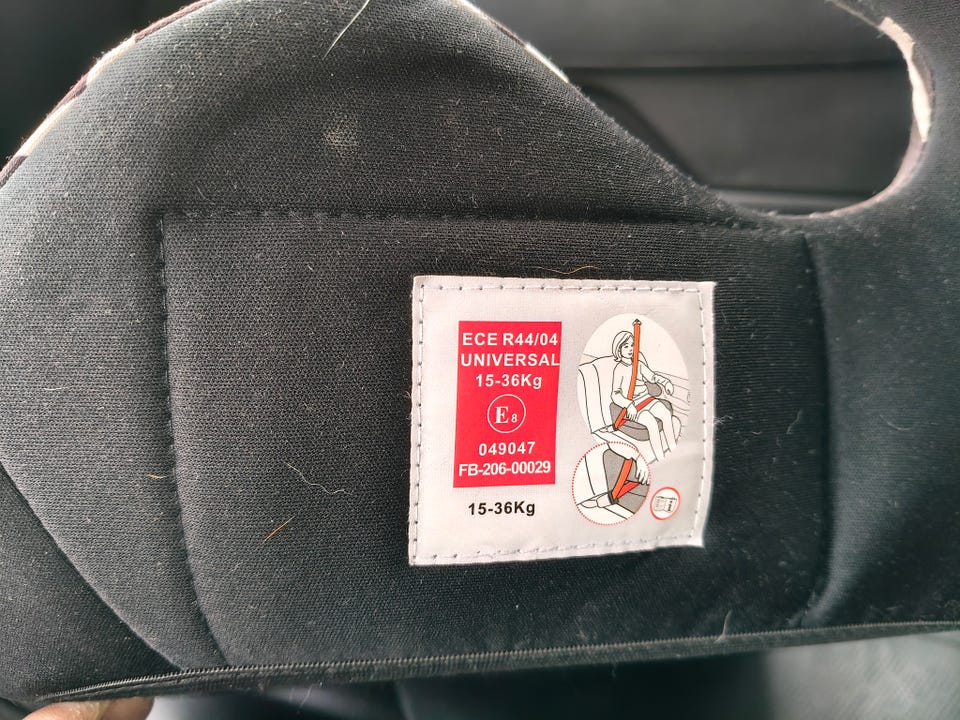 ECE R44/04
UNIVERSAL
15-36Kg
E8
049047
FB-206-00029
15-36Kg